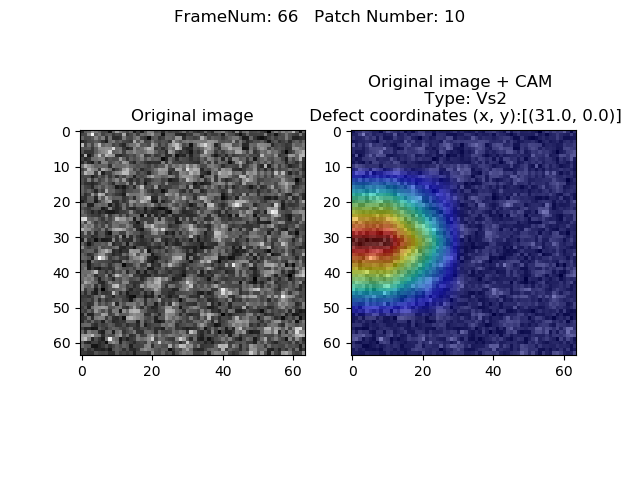 FrameNum: 66   Patch Number: 10
Original image
0
10
20
30
40
50
60
0 20 40 60
Original image + CAM
Type: Vs2
Defect coordinates (x, y):[(31.0, 0.0)]
0
10
20
30
40
50
60
0 20 40 60